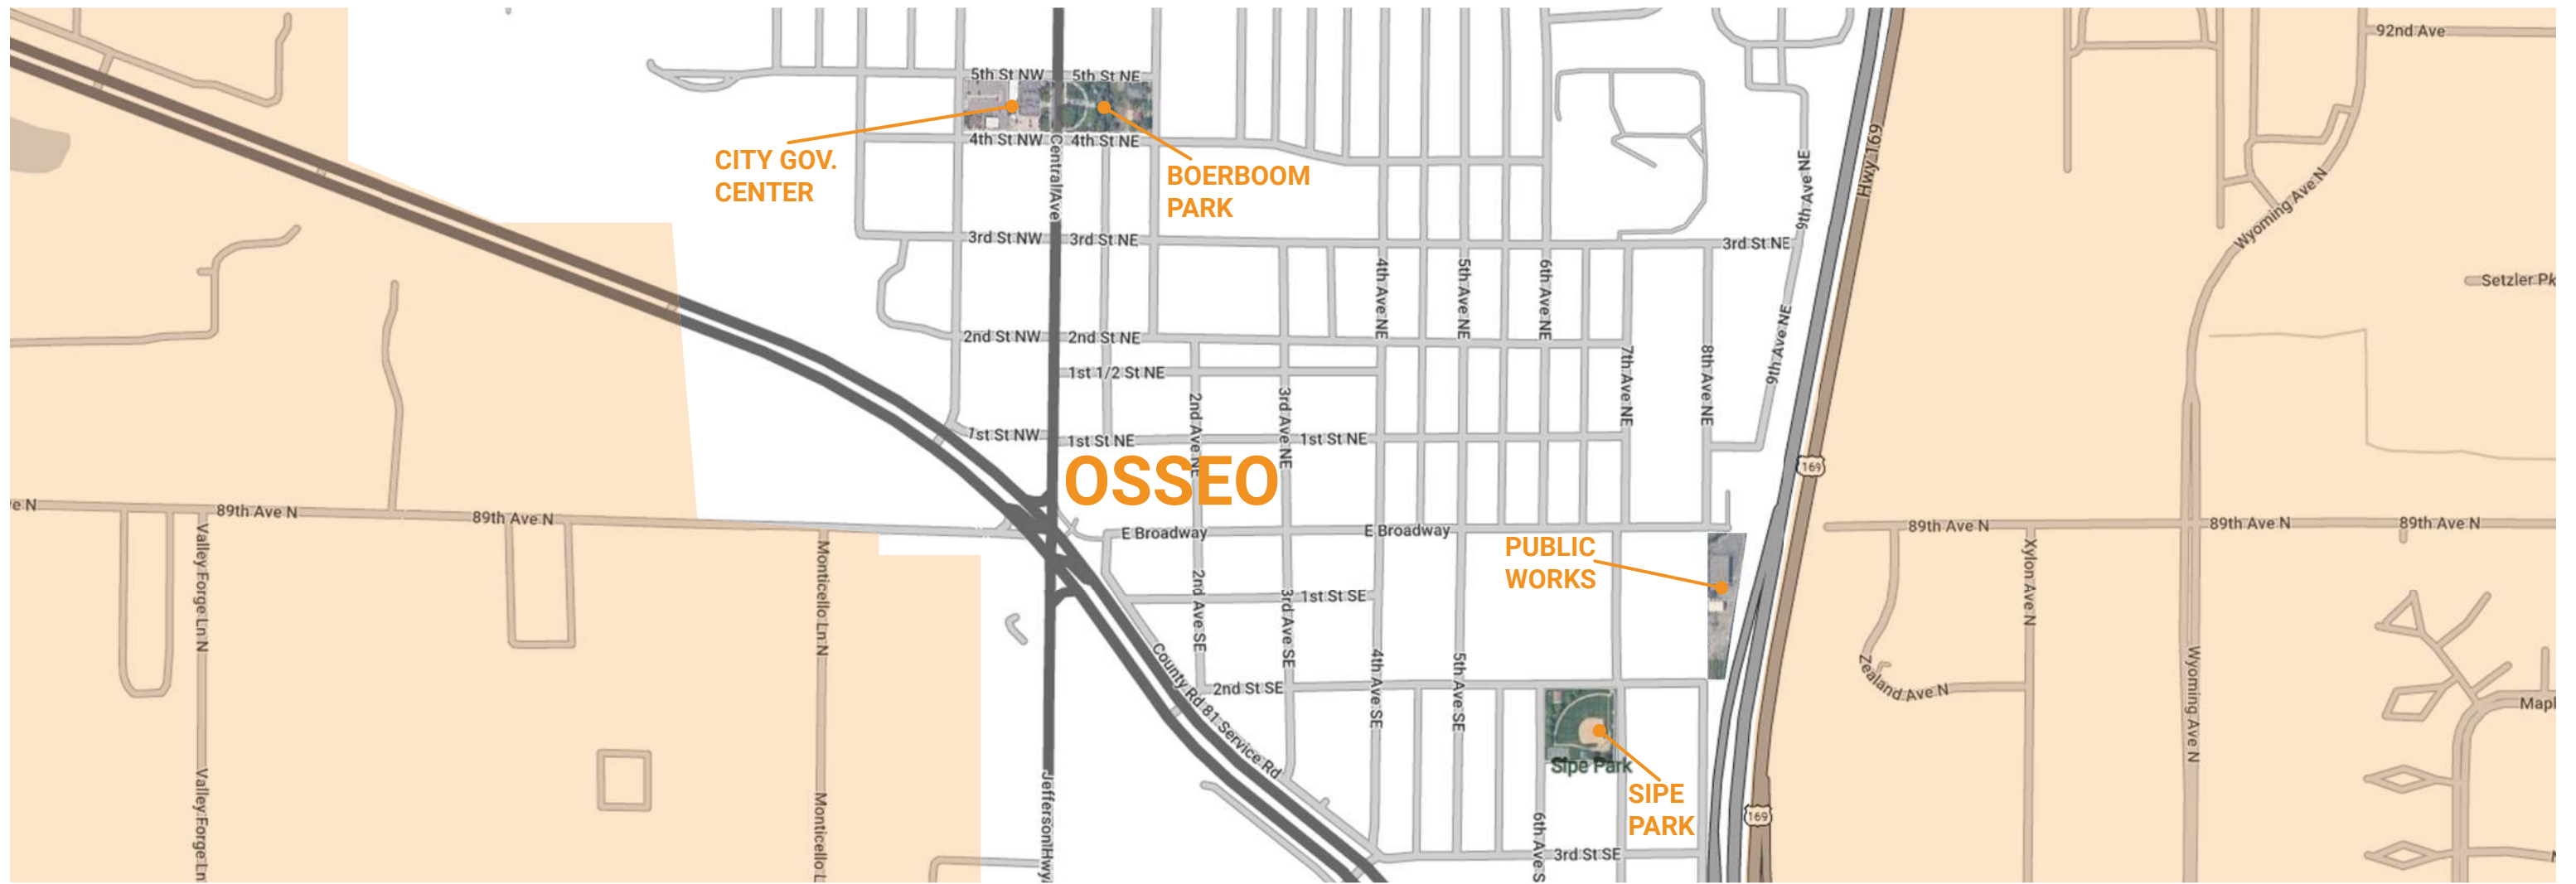 92nd Ave
5th St NW
5th St NE
CITY GOV.
CENTER
4th St NW
4th St NE
Central Ave
BOERBOOM
PARK
9th Ave NE
Hwy 169
Wyoming Ave N
3rd St NW
3rd St NE
3rd St NE
4th Ave NE
5th Ave NE
6th Ave NE
Setzler Pk
2nd St NW
2nd St NE
9th Ave NE
1st 1/2 St NE
7th Ave NE
8th Ave NE
2nd Ave NE
3rd Ave NE
1st St NW
1st St NE
1st St NE
OSSEO
169
e N
89th Ave N
89th Ave N
E Broadway
E Broadway
89th Ave N
89th Ave N
89th Ave N
Valley Forge Ln N
Monticello Ln N
PUBLIC
WORKS
Xylon Ave N
2nd Ave SE
3rd Ave SE
1st St SE
County Rd 81 Service Rd
2nd St SE
4th Ave SE
5th Ave SE
Zealand Ave N
Wyoming Ave N
Mapl
Sipe Park
SIPE
PARK
169
Valley Forge Ln
Monticello L
Jefferson Hwy
6th Ave S
3rd St SE